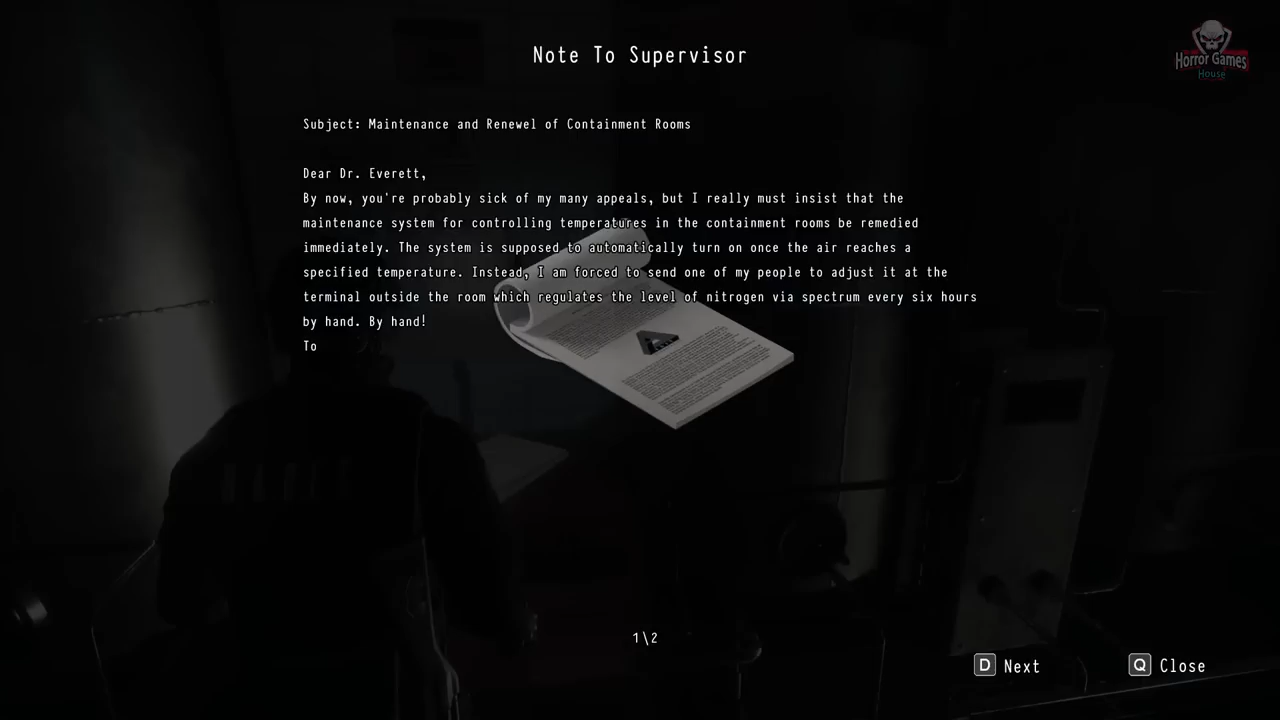 Note To Supervisor
Horror Games
House
Subject: Maintenance and Renewel of Containment Rooms
Dear Dr. Everett,
By now, you're probably sick of my many appeals, but I really must insist that the
maintenance system for controlling temperatures in the containment rooms be remedied
immediately. The system is supposed to automatically turn on once the air reaches a
specified temperature. Instead, I am forced to send one of my people to adjust it at the
terminal outside the room which regulates the level of nitrogen via spectrum every six hours
by hand. By hand!
To
1\2
D Next
Q Close